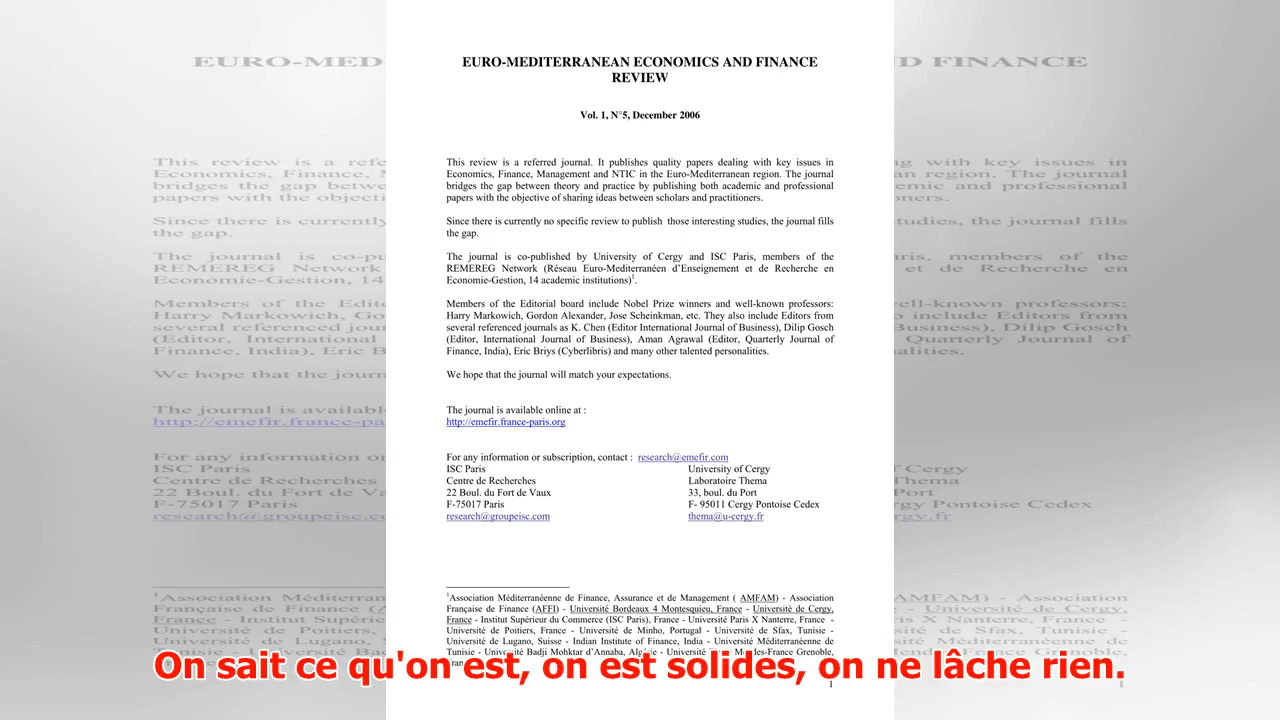 EURO-MEDITERRANEAN ECONOMICS AND FINANCE
REVIEW
Vol. 1, N°5, December 2006
This review is a referred journal. It publishes quality papers dealing with key issues in
Economics, Finance, Management and NTIC in the Euro-Mediterranean region. The journal
bridges the gap between theory and practice by publishing both academic and professional
papers with the objective of sharing ideas between scholars and practitioners.
Since there is currently no specific review to publish those interesting studies, the journal fills
the gap.
The journal is co-published by University of Cergy and ISC Paris, members of the
REMEREG Network (Réseau Euro-Mediterranéen d'Enseignement et de Recherche en
Economie-Gestion, 14 academic institutions)1.
Members of the Editorial board include Nobel Prize winners and well-known professors:
Harry Markowich, Gordon Alexander, Jose Scheinkman, etc. They also include Editors from
several referenced journals as K. Chen (Editor International Journal of Business), Dilip Gosch
(Editor, International Journal of Business), Aman Agrawal (Editor, Quarterly Journal of
Finance, India), Eric Briys (Cyberlibris) and many other talented personalities.
We hope that the journal will match your expectations.
The journal is available online at :
http://emefir.france-paris.org
For any information or subscription, contact : research@emefir.com
ISC Paris University of Cergy
Centre de Recherches Laboratoire Thema
22 Boul. du Fort de Vaux 33, boul. du Port
F-75017 Paris F- 95011 Cergy Pontoise Cedex
research@groupeisc.com thema@u-cergy.fr
1Association Méditerranéenne de Finance, Assurance et de Management ( AMFAM) - Association
Française de Finance (AFFI) - Université Bordeaux 4 Montesquieu, France - Université de Cergy,
France - Institut Supérieur du Commerce (ISC Paris), France - Université Paris X Nanterre, France -
Université de Poitiers, France - Université de Minho, Portugal - Université de Sfax, Tunisie -
Université de Lugano, Suisse - Indian Institute of Finance, India - Université Méditerranéenne de
Tunisie - Université Badji Mohktar d'Annaba, France Grenoble,
On sait ce qu'on est, on est solides, on ne lâche rien.
1